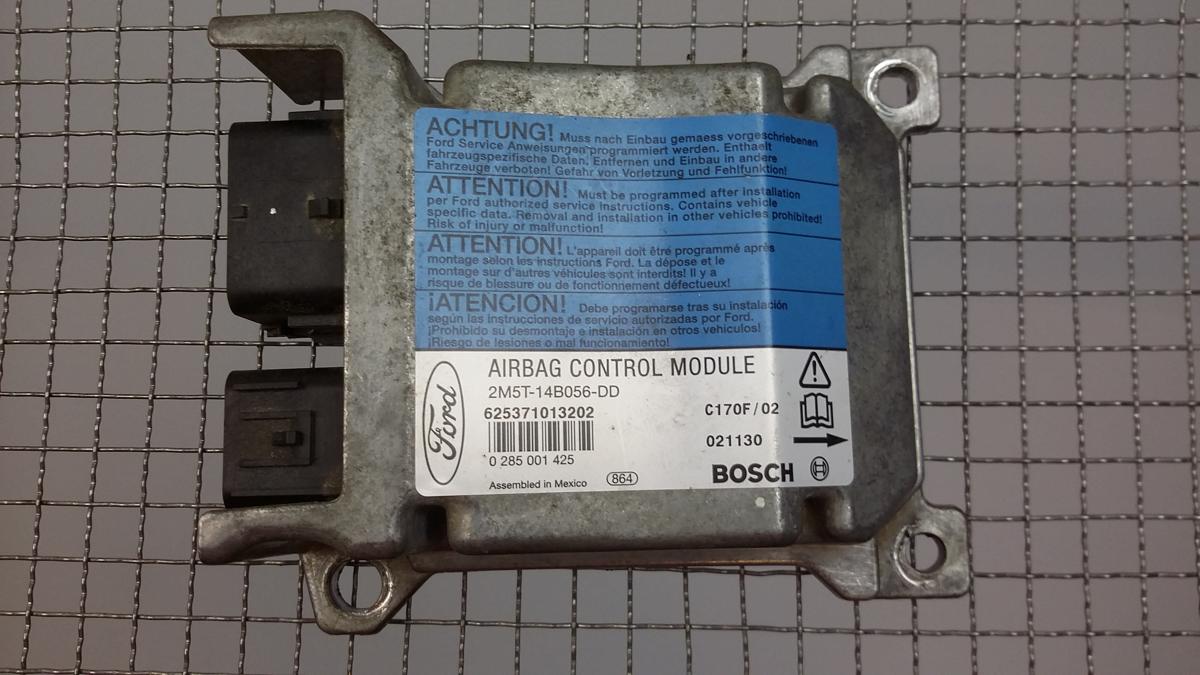 ACHTUNG! Muss nach Einbau gemaess vorgeschriebenen
Ford Service Anweisungen programmiert werden. Enthaelt
fahrzeugspezifische Daten. Entfernen und Einbau in andere
Fahrzeuge verboten! Gefahr von Vorletzung und Fehlfunktion!
ATTENTION! Must be programmed after installation
per Ford authorized service instructions. Contains vehicle
specific data. Removal and installation in other vehicles prohibited!
Risk of injury or malfunction!
ATTENTION! L'appareil doit être programmé après
montage selon les instructions Ford. La dépose et le
montage sur d'autres véhicules sont interdits! Il y a
risque de blessure ou de fonctionnement défectueux!
¡ATENCION! Debe programarse tras su instalación
según las instrucciones de servicio autorizadas por Ford.
¡Prohibido su desmontaje e instalación en otros vehiculos!
¡Riesgo de lesiones o mal funcionamiento!
Ford
AIRBAG CONTROL MODULE
2M5T-14B056-DD
625371013202
C170F/02
021130
0 285 001 425
BOSCH
Assembled in Mexico
864